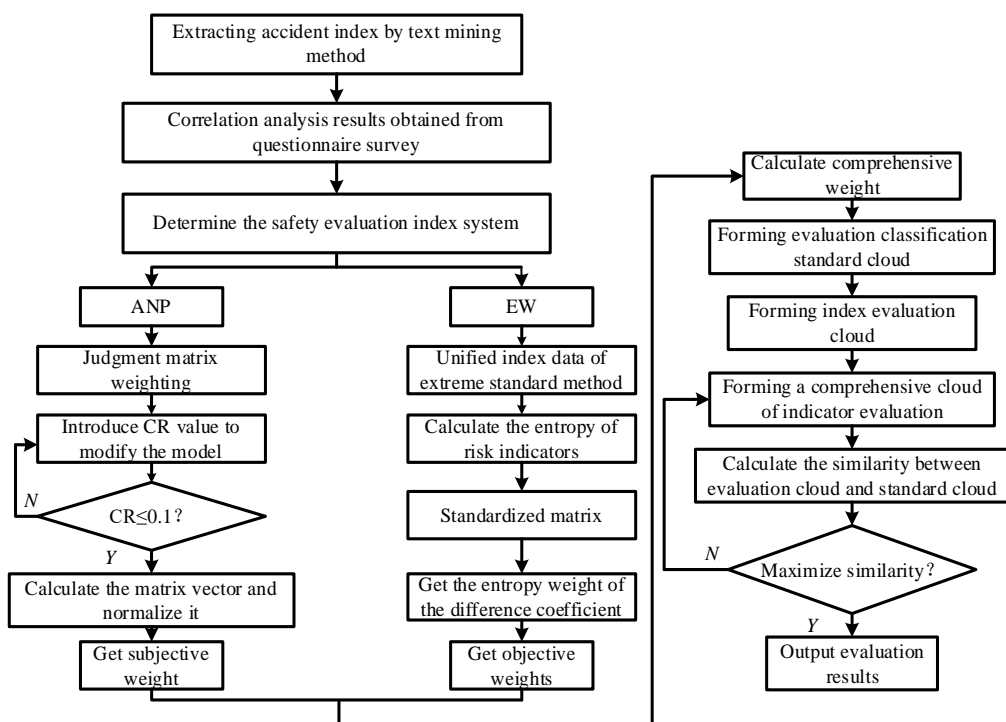 Extracting accident index by text mining
method
Correlation analysis results obtained from
questionnaire survey
Determine the safety evaluation index system
ANP
Judgment matrix
weighting
Introduce CR value to
modify the model
N
CR≤0.1?
Y
Calculate the matrix vector and
normalize it
Get subjective
weight
EW
Unified index data of
extreme standard method
Calculate the entropy of
risk indicators
Standardized matrix
Get the entropy weight of
the difference coefficient
Get objective
weights
Calculate comprehensive
weight
Forming evaluation classification
standard cloud
Forming index evaluation
cloud
Forming a comprehensive cloud
of indicator evaluation
Calculate the similarity between
evaluation cloud and standard cloud
N
Maximize similarity?
Y
Output evaluation
results